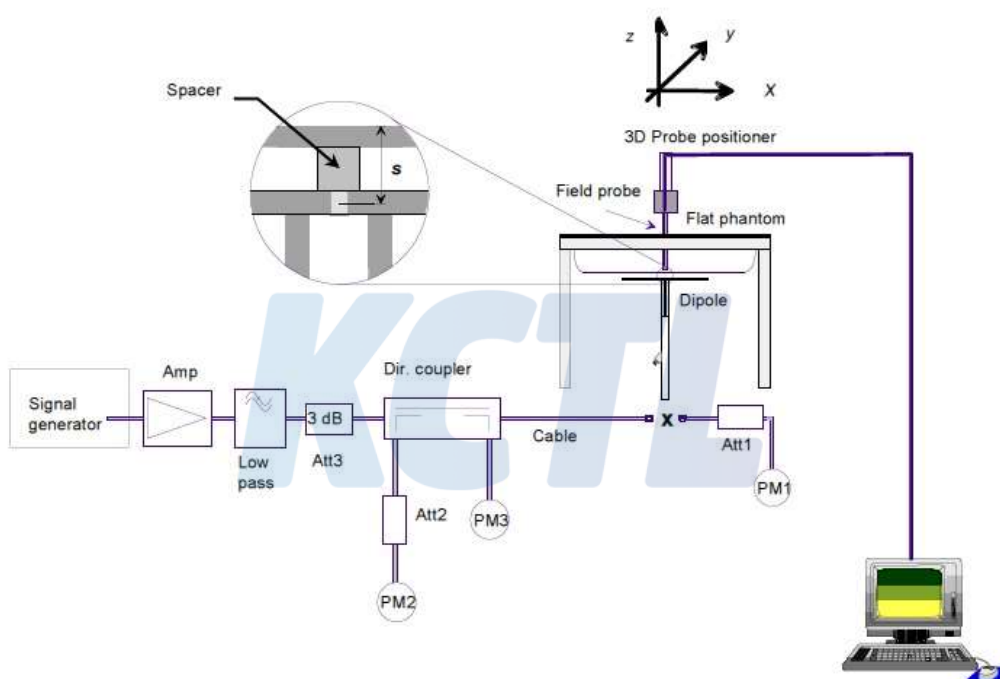 z
y
x
Spacer
s
3D Probe positioner
Field probe
Flat phantom
Dipole
Dir. coupler
Amp
Signal
generator
3 dB
Att3
Low
pass
Cable
X
Att1
PM1
Att2
PM3
PM2
KCTL